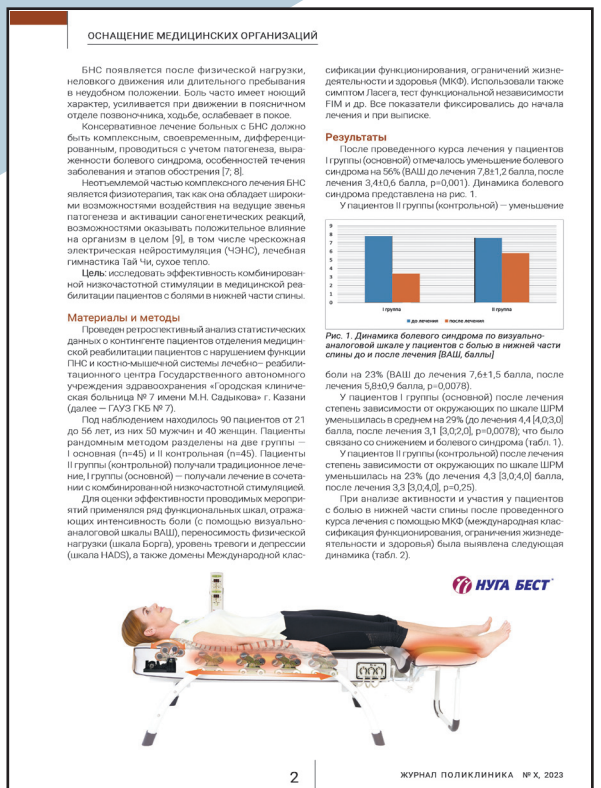 ОСНАЩЕНИЕ МЕДИЦИНСКИХ ОРГАНИЗАЦИЙ
БНС появляется после физической нагрузки,
неловкого движения или длительного пребывания
в неудобном положении. Боль часто имеет ноющий
характер, усиливается при движении в поясничном
отделе позвоночника, ходьбе, ослабевает в покое.
Консервативное лечение больных с БНС должно
быть комплексным, своевременным, дифференци-
рованным, проводиться с учетом патогенеза, выра-
женности болевого синдрома, особенностей течения
заболевания и этапов обострения [7; 8].
Неотъемлемой частью комплексного лечения БНС
является физиотерапия, так как она обладает широки-
ми возможностями воздействия на ведущие звенья
патогенеза и активации саногенетических реакций,
возможностями оказывать положительное влияние
на организм в целом [9], в том числе чрескожная
электрическая нейростимуляция (ЧЭНС), лечебная
гимнастика Тай Чи, сухое тепло.
Цель: исследовать эффективность комбинирован-
ной низкочастотной стимуляции в медицинской реа-
билитации пациентов с болями в нижней части спины.
Материалы и методы
Проведен ретроспективный анализ статистических
данных о контингенте пациентов отделения медицин-
ской реабилитации пациентов с нарушением функции
ПНС и костно-мышечной системы лечебно– реабили-
тационного центра Государственного автономного
учреждения здравоохранения «Городская клиниче-
ская больница № 7 имени М.Н. Садыкова» г. Казани
(далее — ГАУЗ ГКБ № 7).
Под наблюдением находилось 90 пациентов от 21
до 56 лет, из них 50 мужчин и 40 женщин. Пациенты
рандомным методом разделены на две группы —
I основная (n=45) и II контрольная (n=45). Пациенты
II группы (контрольной) получали традиционное лече-
ние, I группы (основной) — получали лечение в сочета-
нии с комбинированной низкочастотной стимуляцией.
Для оценки эффективности проводимых меропри-
ятий применялся ряд функциональных шкал, отража-
ющих интенсивность боли (с помощью визуально-
аналоговой шкалы ВАШ), переносимость физической
нагрузки (шкала Борга), уровень тревоги и депрессии
(шкала HADS), а также домены Международной клас-
сификации функционирования, ограничений жизне-
деятельности и здоровья (МКФ). Использовали также
симптом Ласега, тест функциональной независимости
FIM и др. Все показатели фиксировались до начала
лечения и при выписке.
Результаты
После проведенного курса лечения у пациентов
I группы (основной) отмечалось уменьшение болевого
синдрома на 56% (ВАШ до лечения 7,8±1,2 балла, после
лечения 3,4±0,6 балла, p=0,001). Динамика болевого
синдрома представлена на рис. 1.
У пациентов II группы (контрольной) — уменьшение
9
8
7
6
5
4
3
2
1
0
I группа
II группа
до лечения
после лечения
Рис. 1. Динамика болевого синдрома по визуально-
аналоговой шкале у пациентов с болью в нижней части
спины до и после лечения [ВАШ, баллы]
боли на 23% (ВАШ до лечения 7,6±1,5 балла, после
лечения 5,8±0,9 балла, p=0,0078).
У пациентов I группы (основной) после лечения
степень зависимости от окружающих по шкале ШРМ
уменьшилась в среднем на 29% (до лечения 4,4 [4,0;3,0]
балла, после лечения 3,1 [3,0;2,0], p=0,0078); что было
связано со снижением и болевого синдрома (табл. 1).
У пациентов II группы (контрольной) после лечения
степень зависимости от окружающих по шкале ШРМ
уменьшилась на 23% (до лечения 4,3 [3,0;4,0] балла,
после лечения 3,3 [3,0;4,0], p=0,25).
При анализе активности и участия у пациентов
с болью в нижней части спины после проведенного
курса лечения с помощью МКФ (международная клас-
сификация функционирования, ограничения жизнеде-
ятельности и здоровья) была выявлена следующая
динамика (табл. 2).
НУГА БЕСТ
2
ЖУРНАЛ ПОЛИКЛИНИКА № X, 2023